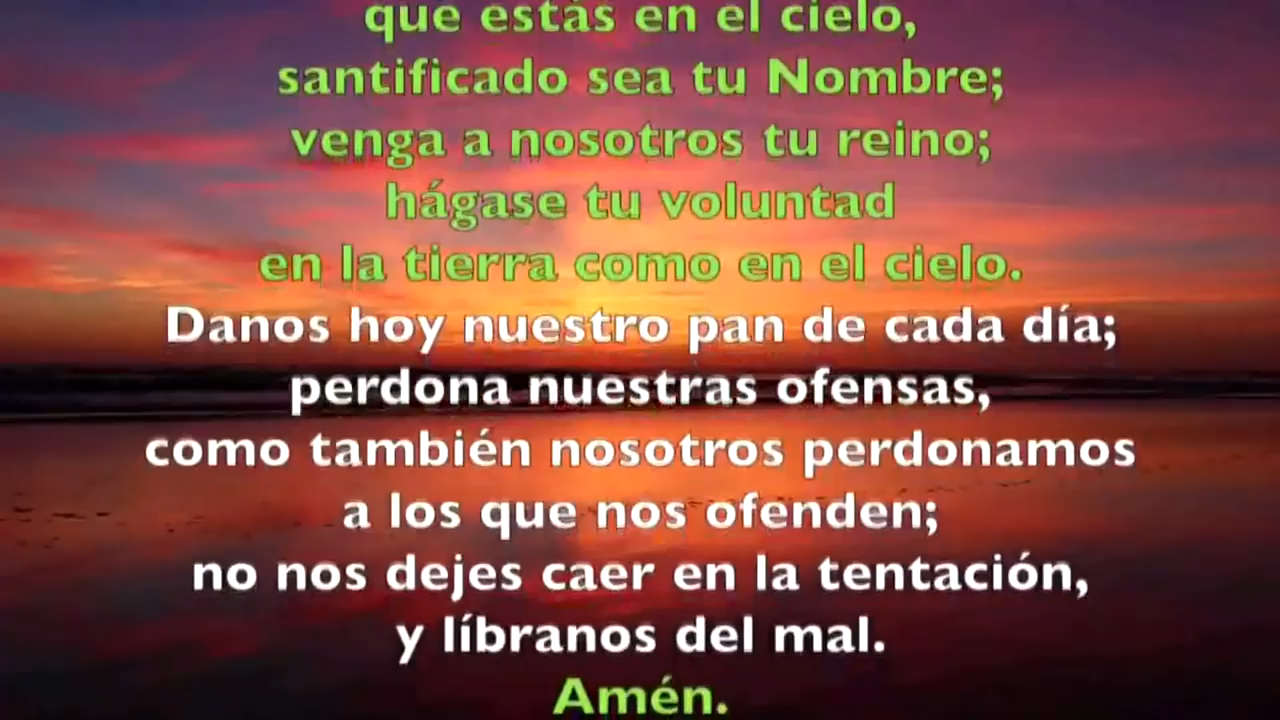 que estás en el cielo,
santificado sea tu Nombre;
venga a nosotros tu reino;
hágase tu voluntad
en la tierra como en el cielo.
Danos hoy nuestro pan de cada día;
perdona nuestras ofensas,
como también nosotros perdonamos
a los que nos ofenden;
no nos dejes caer en la tentación,
y líbranos del mal.
Amén.